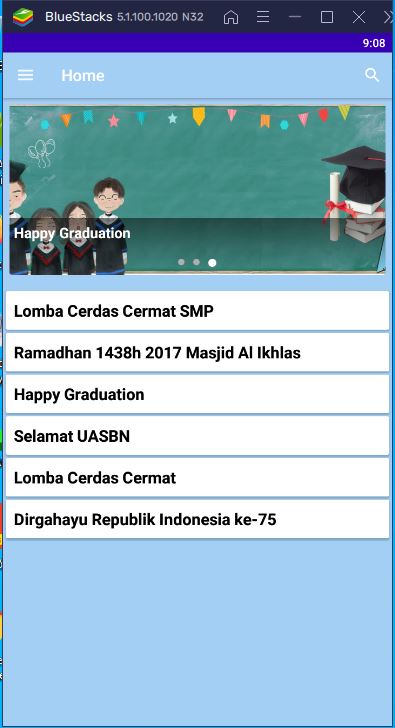 BlueStacks 5.1.100.1020 N32
9:08
Home
Happy Graduation
Lomba Cerdas Cermat SMP
Ramadhan 1438h 2017 Masjid Al Ikhlas
Happy Graduation
Selamat UASBN
Lomba Cerdas Cermat
Dirgahayu Republik Indonesia ke-75